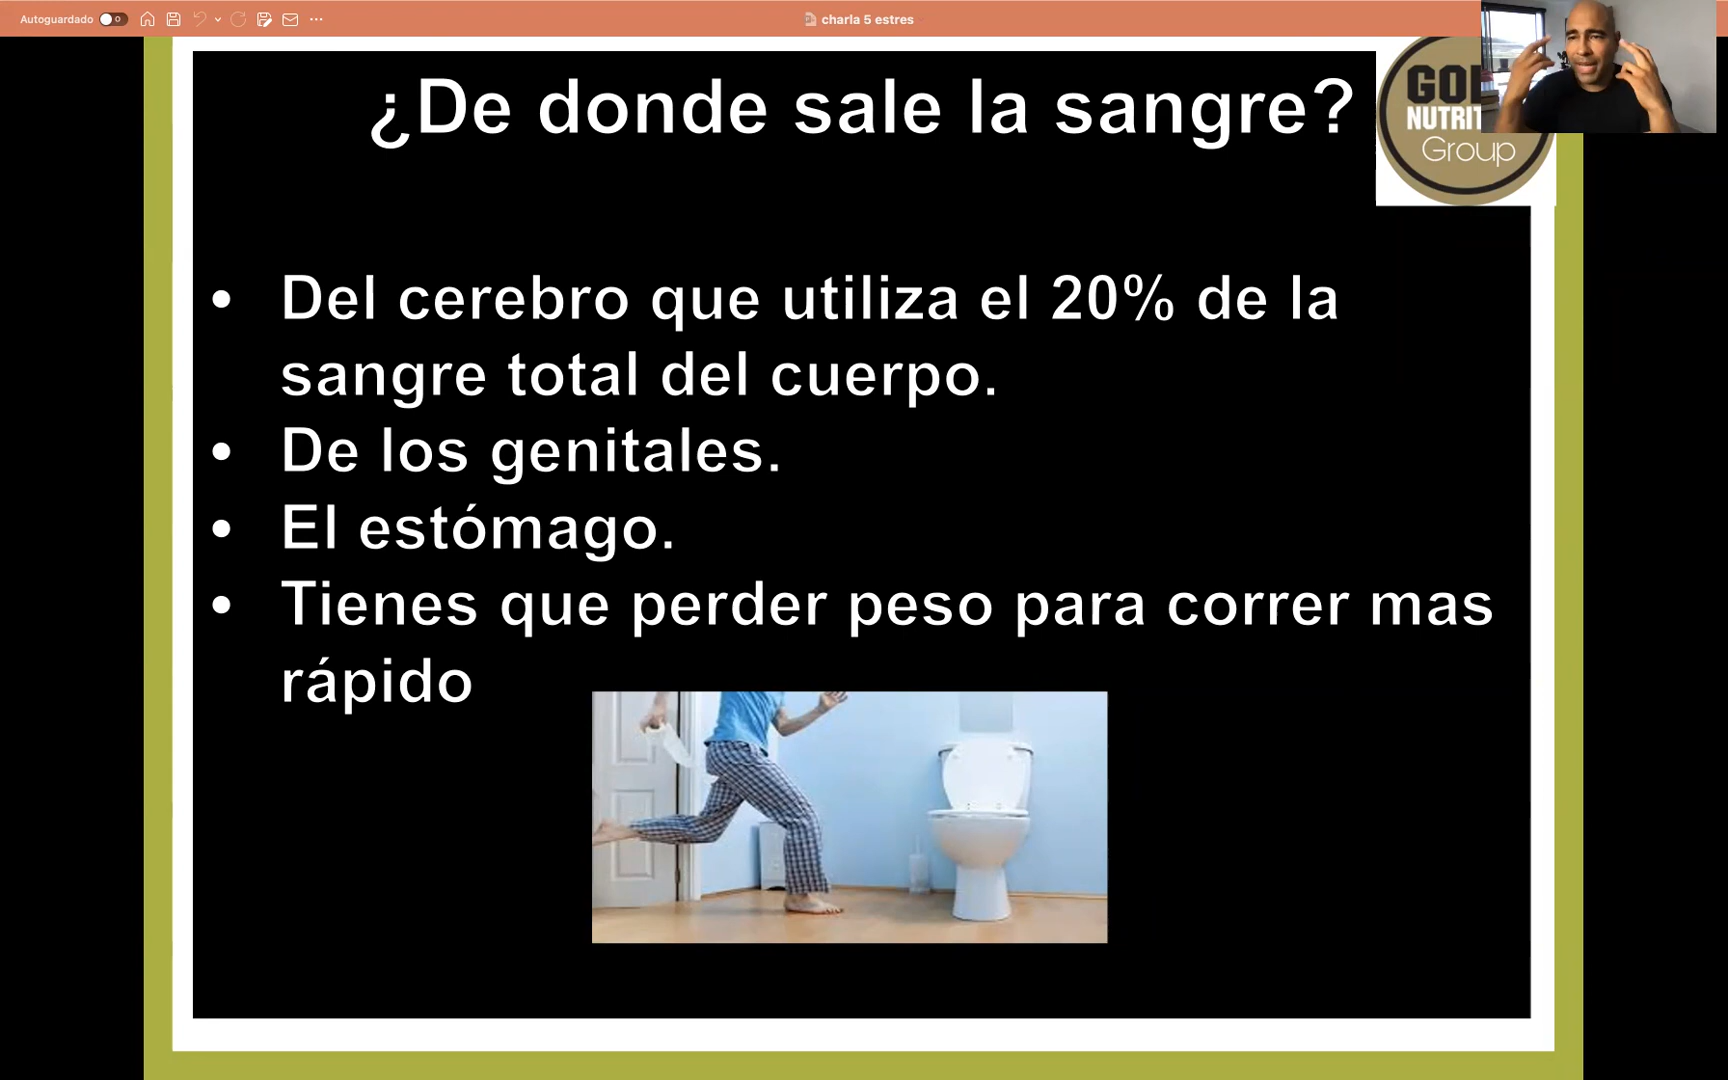 Autoguardado
charla 5 estres
¿De donde sale la sangre?
NUTRIT
Group
• Del cerebro que utiliza el 20% de la
sangre total del cuerpo.
• De los genitales.
• El estómago.
• Tienes que perder peso para correr mas
rápido